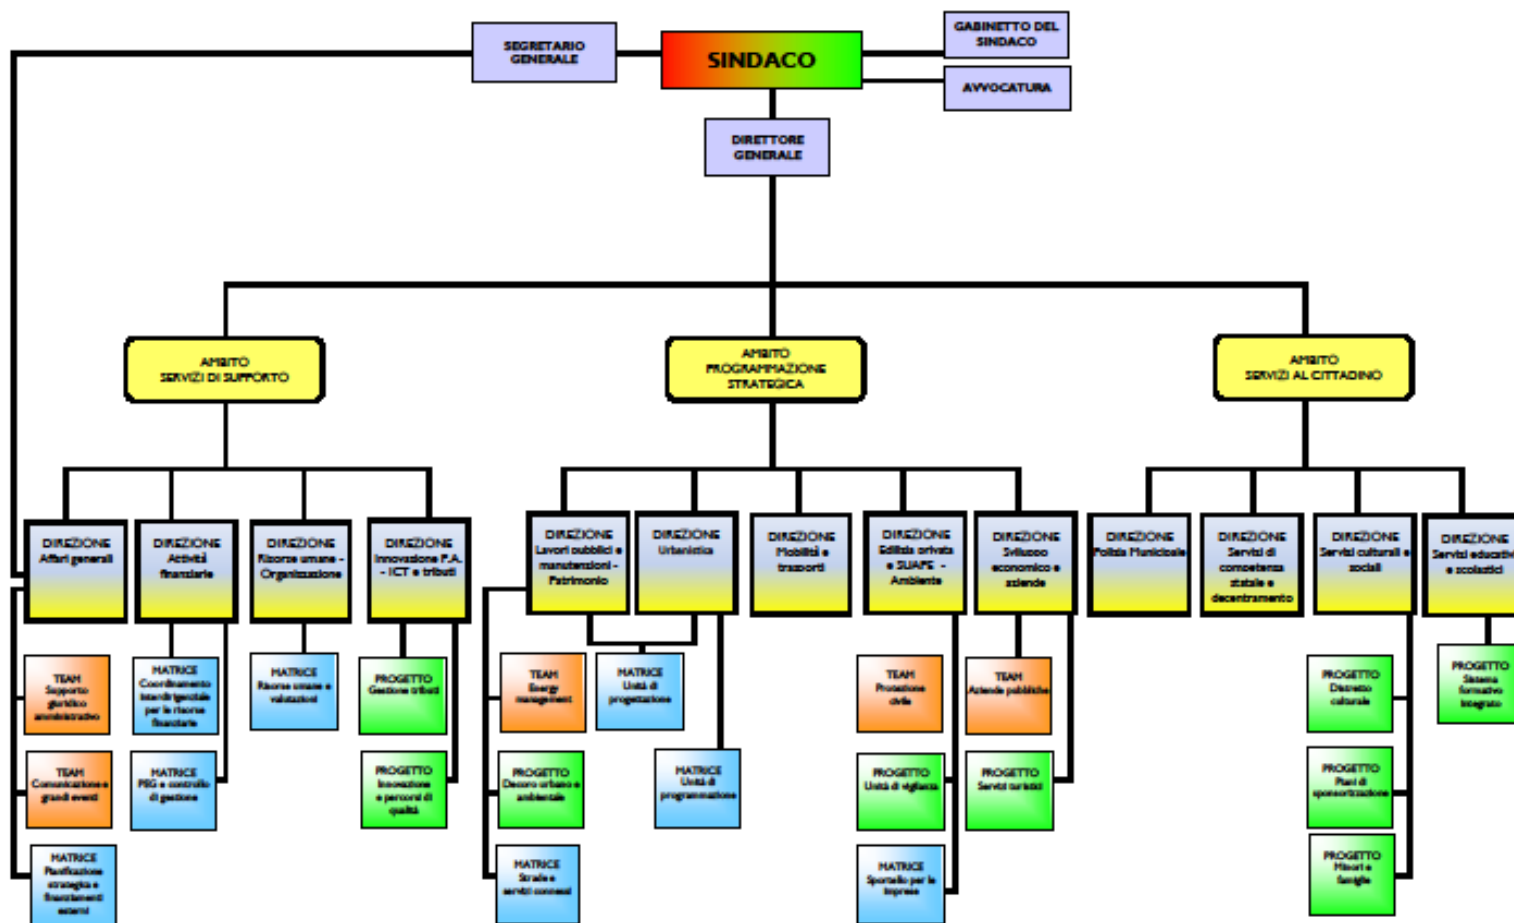 GABINETTO DEL
SINDACO
SEGRETARIO
GENERALE
SINDACO
AVVOCATURA
DIRETTORE
GENERALE
AMBITO
SERVIZI DI SUPPORTO
AMBITO
PROGRAMMAZIONE
STRATEGICA
AMBITO
SERVIZI AL CITTADINO
DIREZIONE
Affari generali
DIREZIONE
Attività
finanziarie
DIREZIONE
Risorse umane -
Organizzazione
DIREZIONE
Innovazione P.A.
- ICT e tributi
DIREZIONE
Lavori pubblici e
manutenzioni -
Patrimonio
DIREZIONE
Urbanistica
DIREZIONE
Mobilità e
trasporti
DIREZIONE
Edilizia privata
e SUAPE -
Ambiente
DIREZIONE
Sviluppo
economico e
aziende
DIREZIONE
Polizia Municipale
DIREZIONE
Servizi di
competenza
statale e
decentramento
DIREZIONE
Servizi culturali e
sociali
DIREZIONE
Servizi educativi
e scolastici
TEAM
Supporto
giuridico
amministrativo
MATRICE
Coordinamento
interdirigenziale
per le risorse
finanziarie
MATRICE
Risorse umane e
valutazioni
PROGETTO
Gestione tributi
TEAM
Energy
management
MATRICE
Unità di
progettazione
TEAM
Protezione
civile
TEAM
Aziende pubbliche
PROGETTO
Distretto
culturale
PROGETTO
Sistema
formativo
integrato
TEAM
Comunicazione e
grandi eventi
MATRICE
PEG e controllo
di gestione
PROGETTO
Innovazione
e percorsi di
qualità
PROGETTO
Decoro urbano e
ambientale
MATRICE
Unità di
programmazione
PROGETTO
Unità di vigilanza
PROGETTO
Servizi turistici
PROGETTO
Piani di
sponsorizzazione
MATRICE
Pianificazione
strategica e
finanziamenti
esterni
MATRICE
Strade e
servizi connessi
MATRICE
Sportello per le
imprese
PROGETTO
Minori e
famiglie